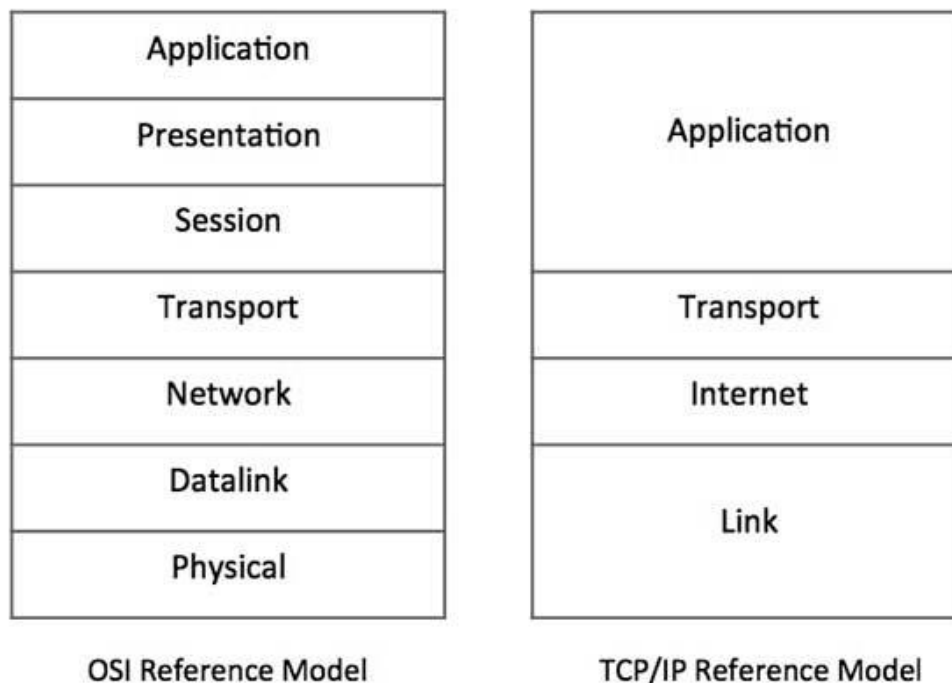 Application
Presentation
Session
Transport
Network
Datalink
Physical
OSI Reference Model
Application
Transport
Internet
Link
TCP/IP Reference Model